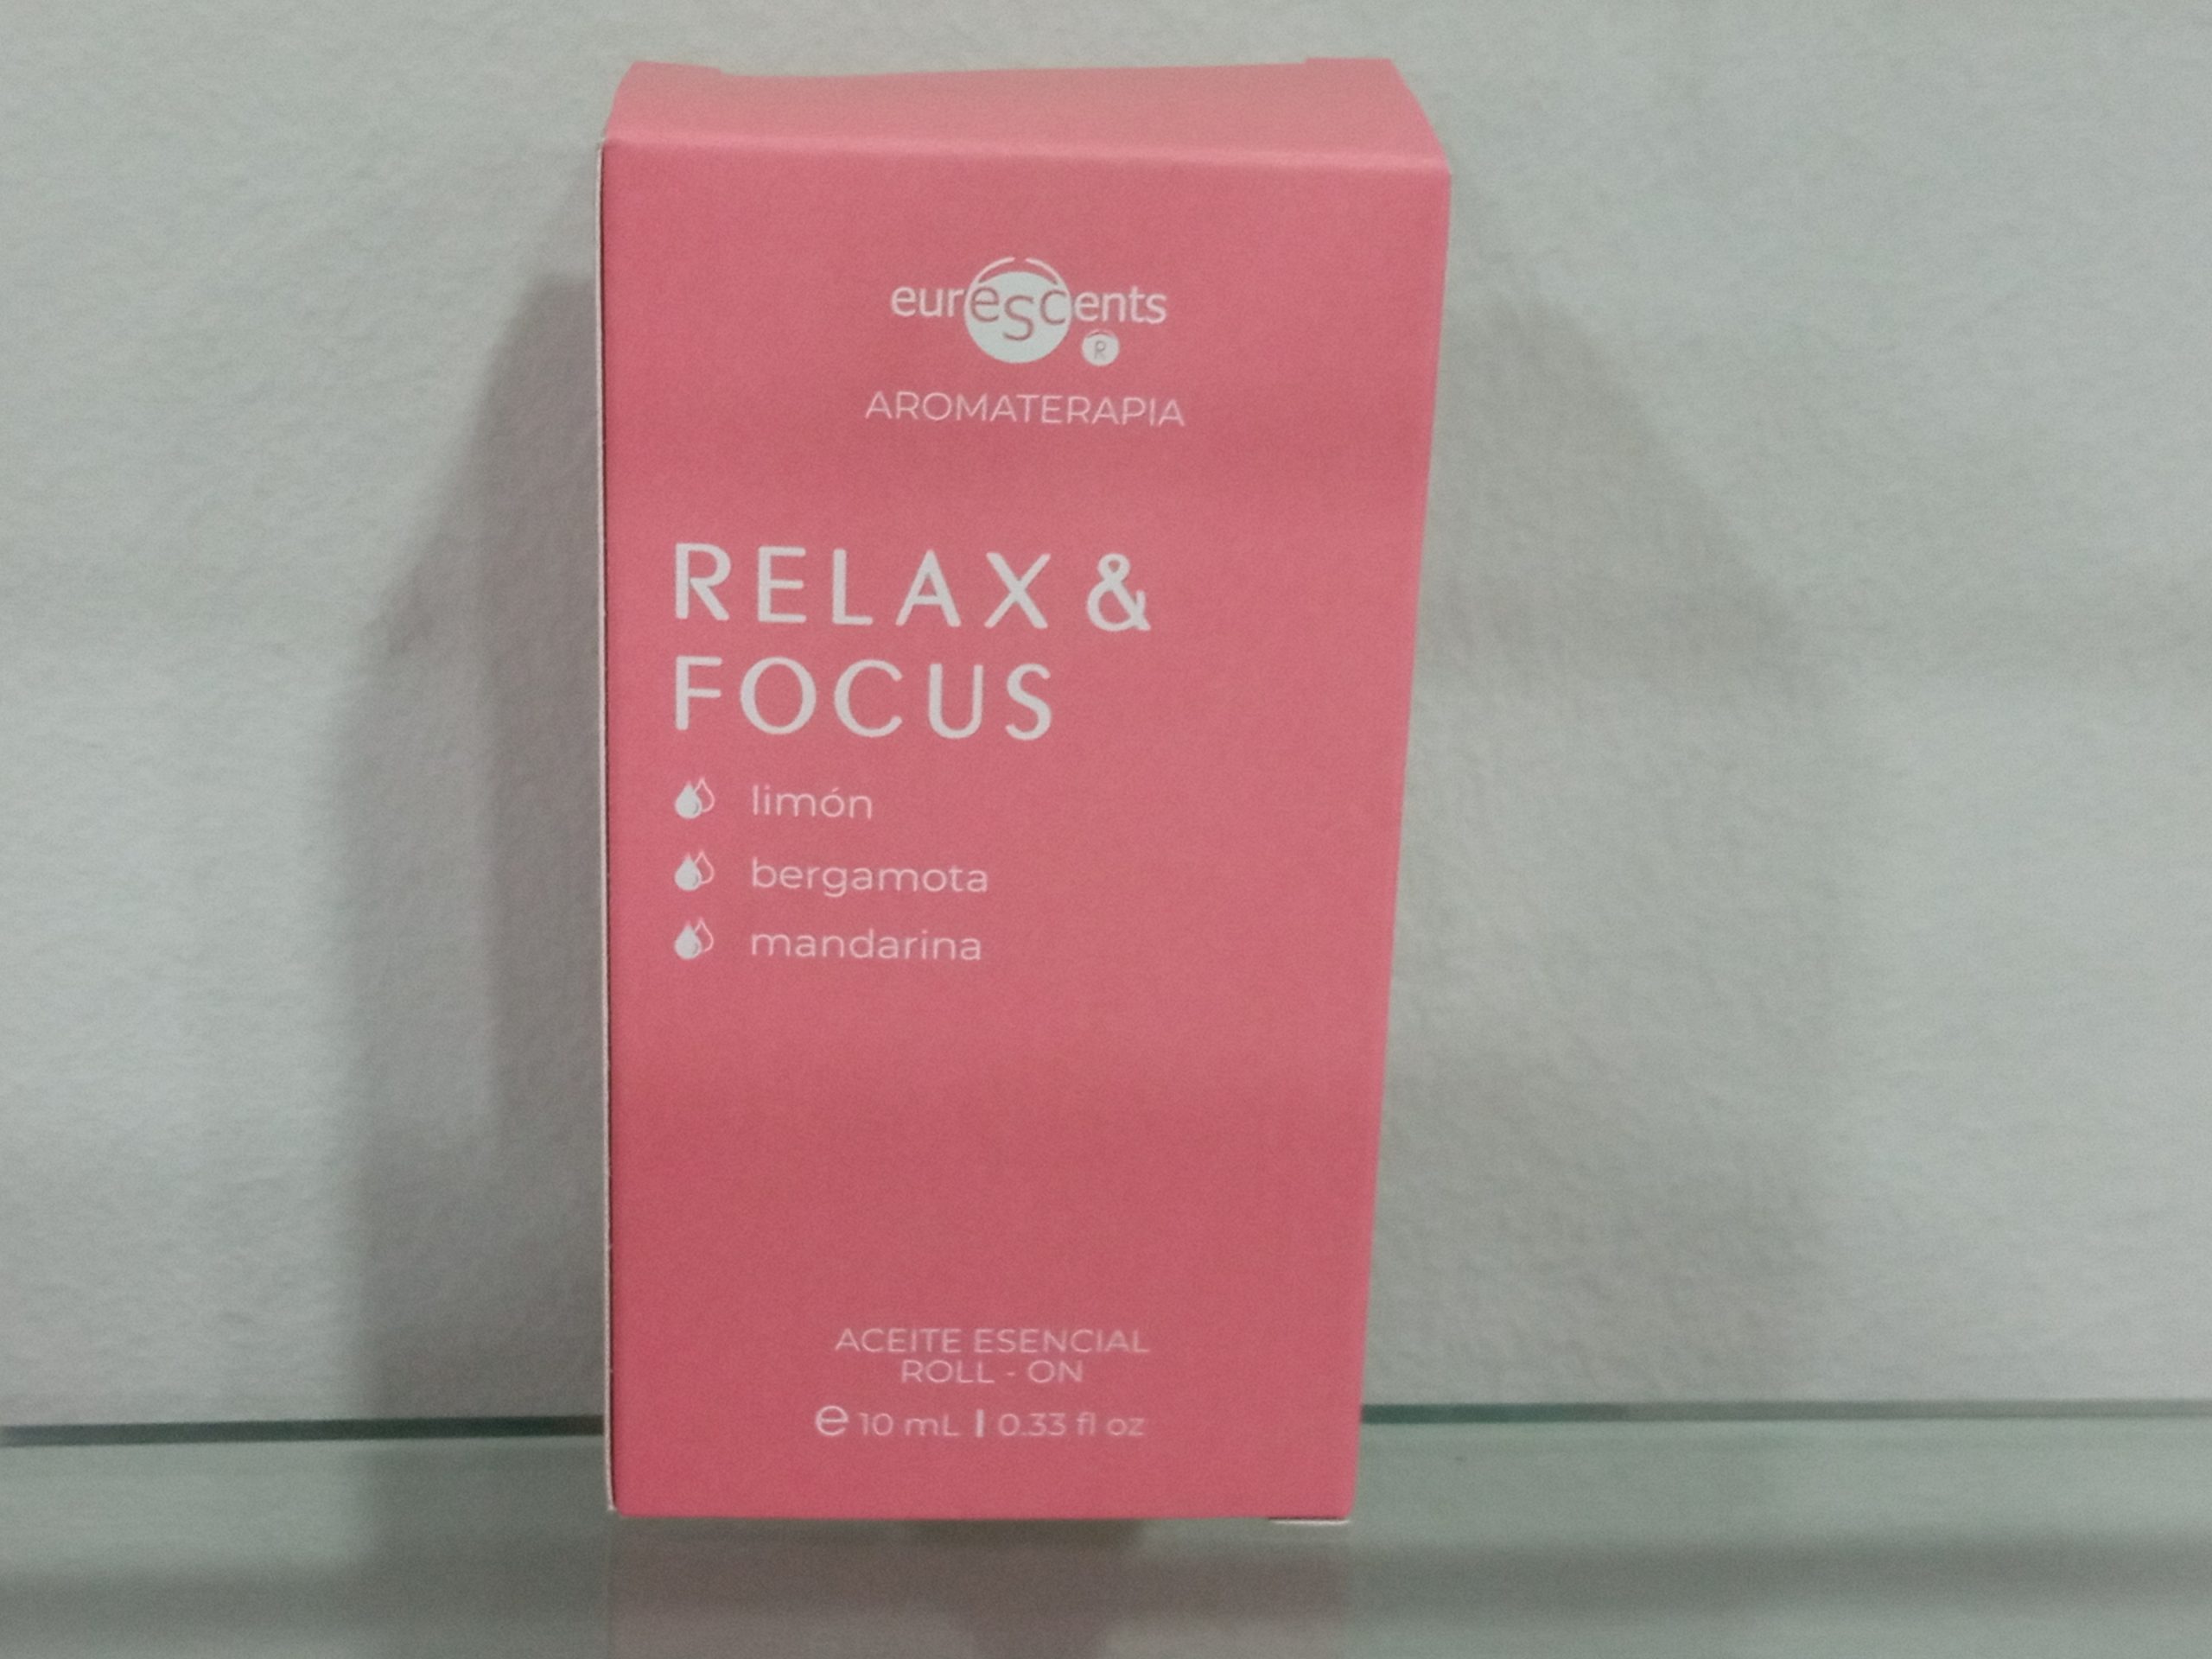 eurescents
R
AROMATERAPIA
RELAX &
FOCUS
limón
bergamota
mandarina
ACEITE ESENCIAL
ROLL - ON
e 10 mL | 0.33 fl oz